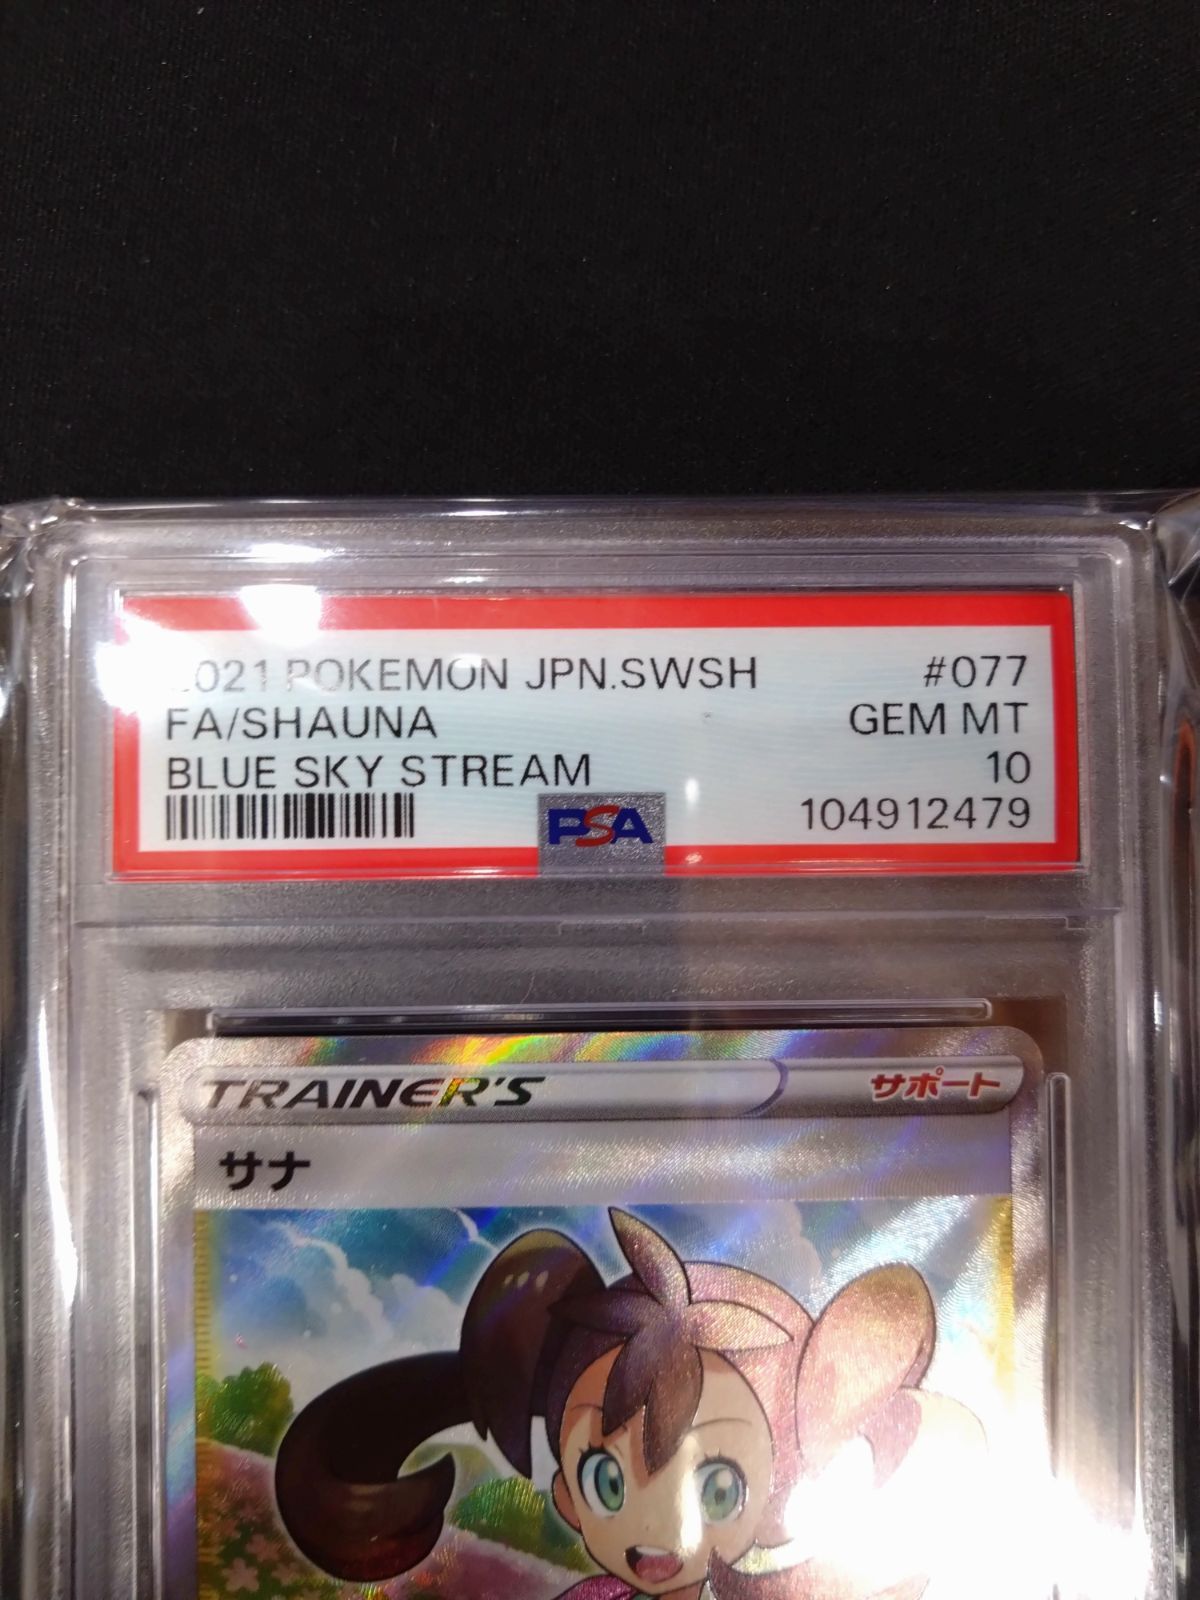 2021 POKEMON JPN.SWSH #077
FA/SHAUNA GEM MT
BLUE SKY STREAM 10
PSA 104912479
TRAINER'S サポート
サナ